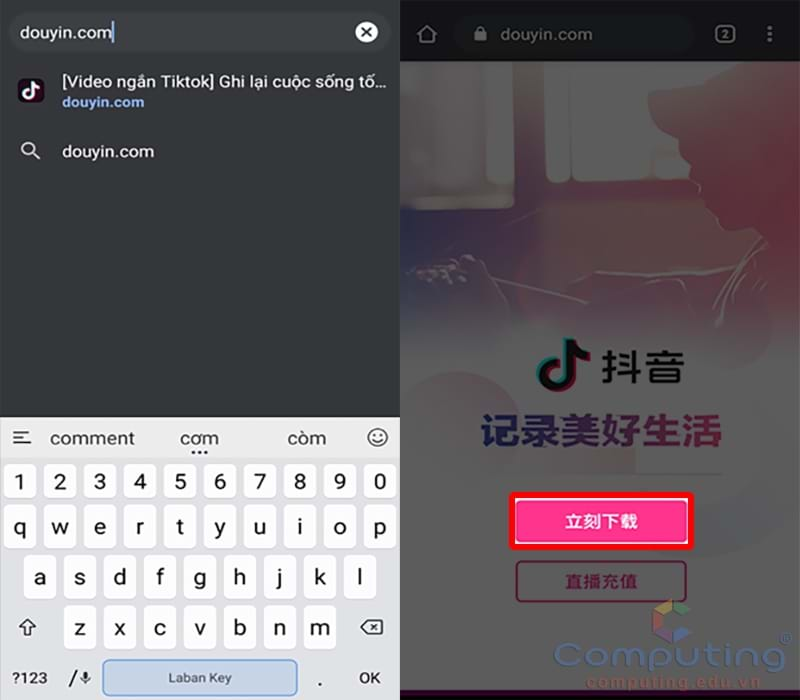 douyin.com
[Video ngắn Tiktok] Ghi lại cuộc sống tố...
douyin.com
douyin.com
comment cơm còm
1 2 3 4 5 6 7 8 9 0
q w e r t y u i o p
a s d f g h j k l
z x c v b n m
?123 / Laban Key . OK
douyin.com 2
抖音
记录美好生活
立刻下载
直播充值
Computing®
computing.edu.vn